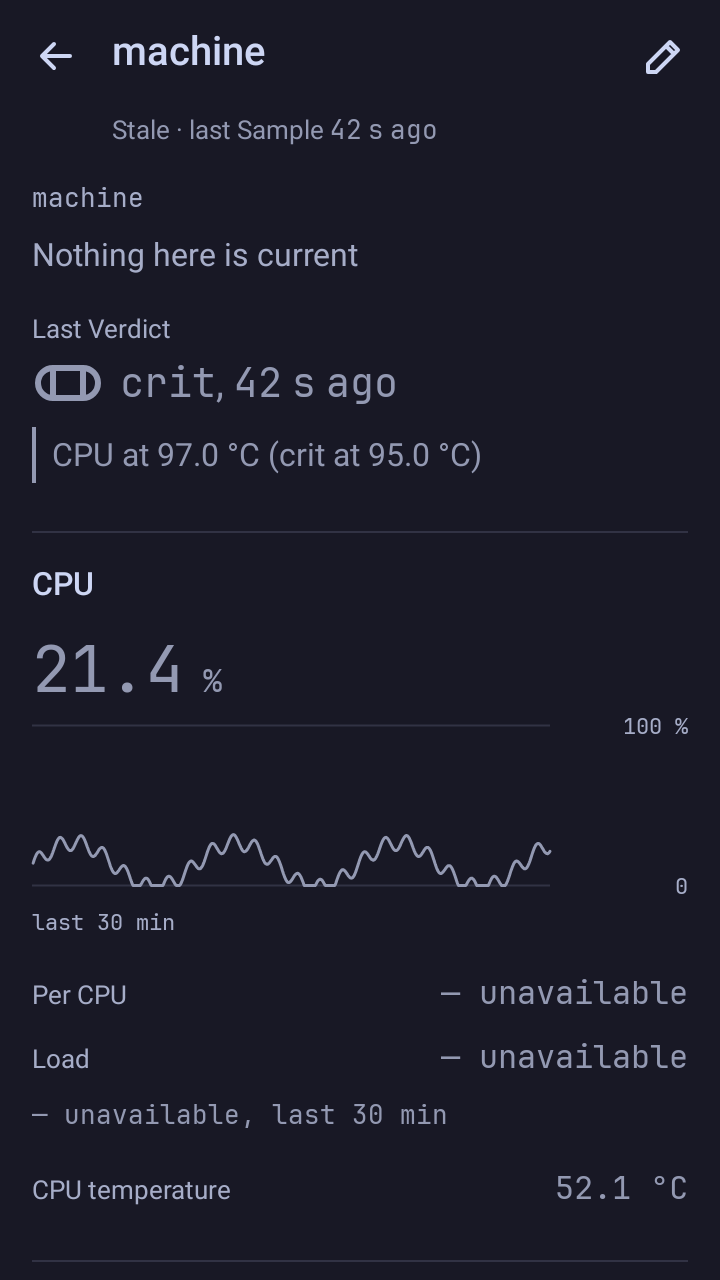 machine
Stale · last Sample 42 s ago
machine
Nothing here is current
Last Verdict
crit, 42 s ago
CPU at 97.0 °C (crit at 95.0 °C)
CPU
21.4 %
100 %
0
last 30 min
Per CPU — unavailable
Load — unavailable
— unavailable, last 30 min
CPU temperature 52.1 °C